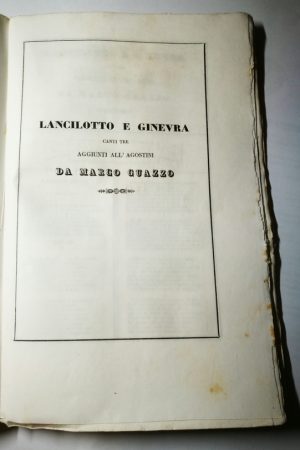 LANCILOTTO E GINEVRA
CANTI TRE
AGGIUNTI ALL' AGOSTINI
DA MARCO GUAZZO